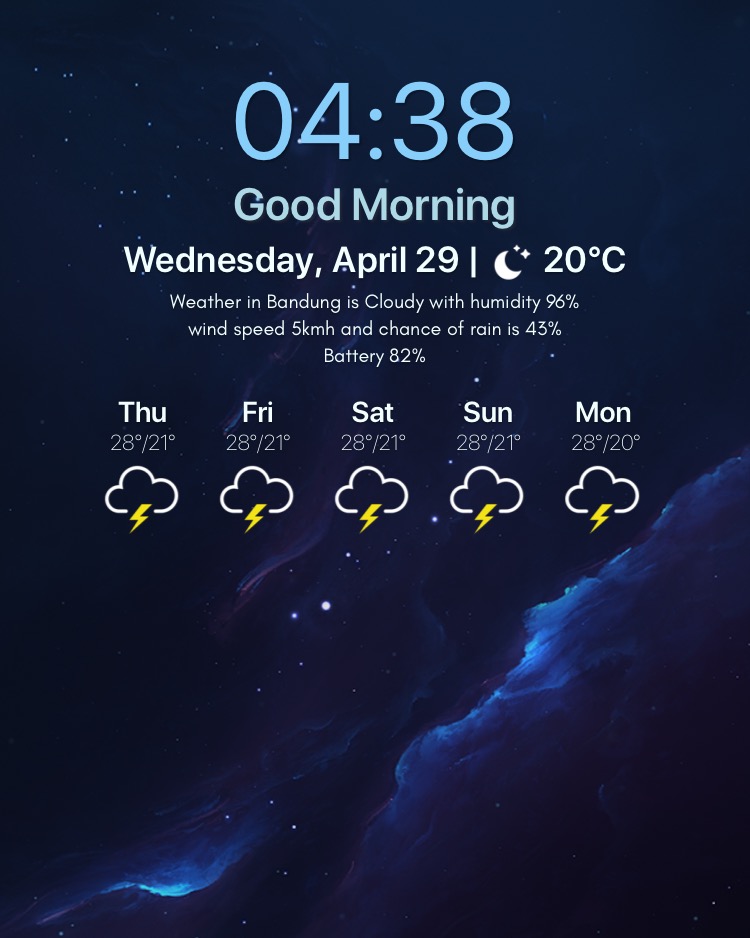 04:38
Good Morning
Wednesday, April 29 | 20°C
Weather in Bandung is Cloudy with humidity 96%
wind speed 5kmh and chance of rain is 43%
Battery 82%
Thu Fri Sat Sun Mon
28°/21° 28°/21° 28°/21° 28°/21° 28°/20°